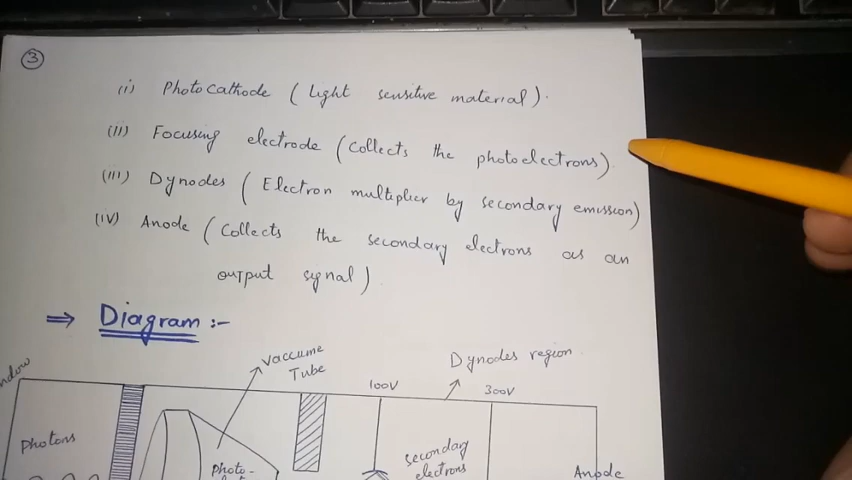 3
(i) Photocathode (Light sensitive material).
(II) Focusing electrode (Collects the photoelectrons).
(III) Dynodes (Electron multiplier by secondary emission)
(IV) Anode (Collects the secondary electrons as an
output signal)
⇒ Diagram :-
Vaccume
Tube
Dynodes region
100V
300V
Photons
Photo-
secondary
electrons
Anode